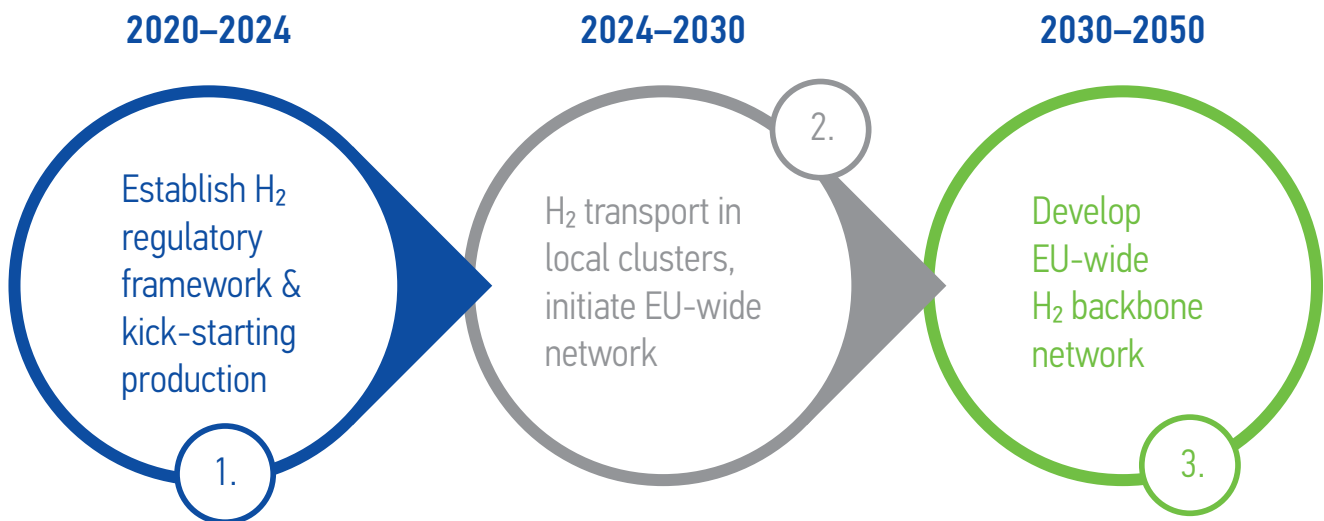 2020–2024
Establish H₂
regulatory
framework &
kick-starting
production
1.
2024–2030
2.
H₂ transport in
local clusters,
initiate EU-wide
network
2030–2050
Develop
EU-wide
H₂ backbone
network
3.